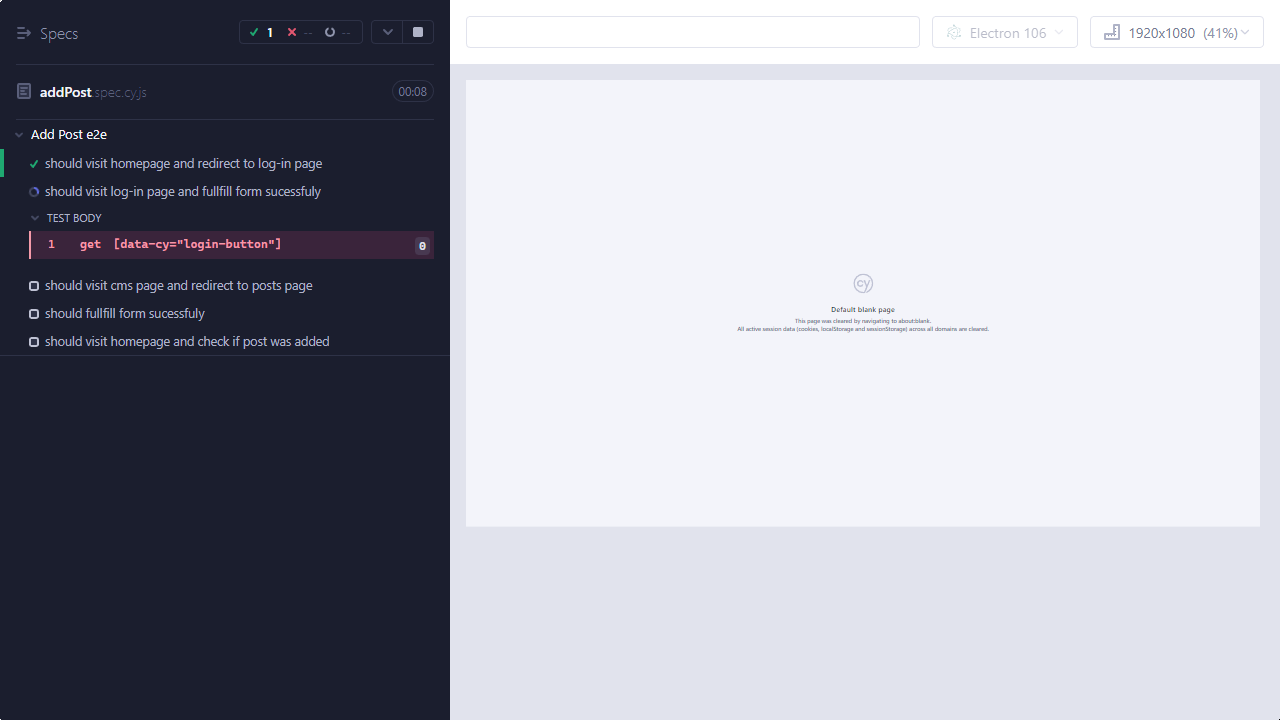 Specs
1 -- --
addPost.spec.cy.js 00:08
Add Post e2e
should visit homepage and redirect to log-in page
should visit log-in page and fullfill form sucessfuly
TEST BODY
1 get [data-cy="login-button"] 0
should visit cms page and redirect to posts page
should fullfill form sucessfuly
should visit homepage and check if post was added
Electron 106
1920x1080 (41%)
cy
Default blank page
This page was cleared by navigating to about:blank.
All active session data (cookies, localStorage and sessionStorage) across all domains are cleared.